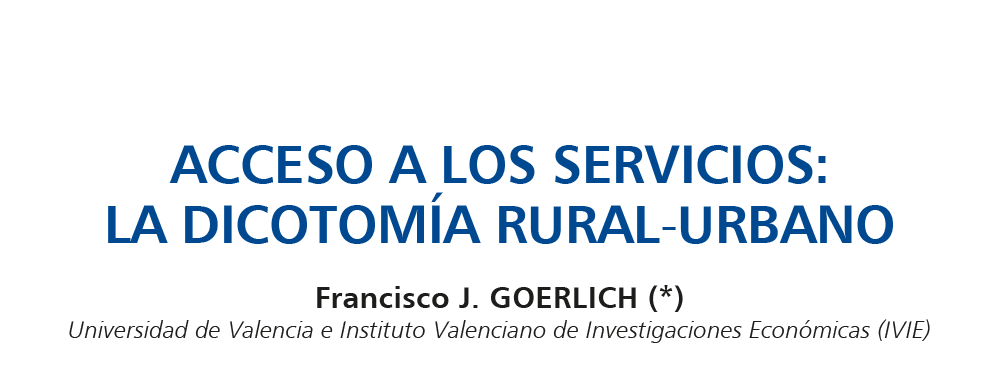 ACCESO A LOS SERVICIOS:
LA DICOTOMÍA RURAL-URBANO
Francisco J. GOERLICH (*)
Universidad de Valencia e Instituto Valenciano de Investigaciones Económicas (IVIE)